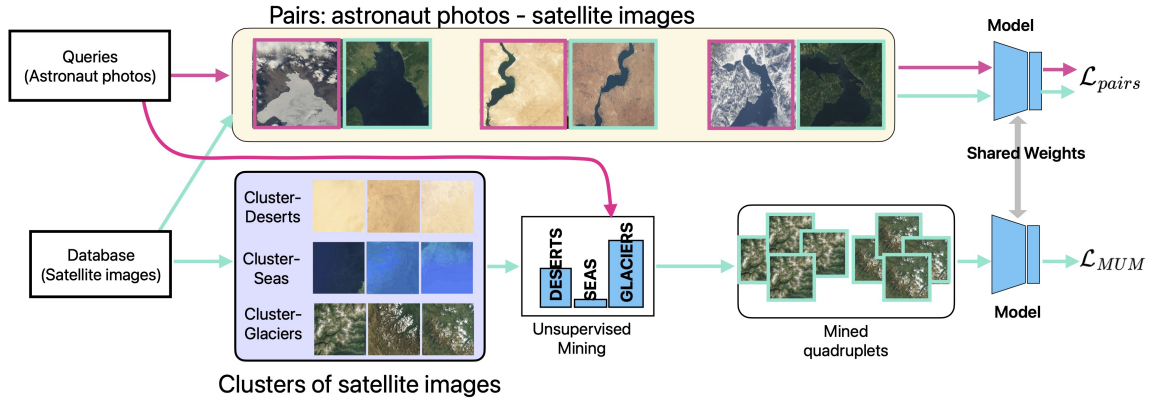 Pairs: astronaut photos - satellite images
Queries
(Astronaut photos)
Model
ℒpairs
Shared Weights
Cluster-
Deserts
Cluster-
Seas
Cluster-
Glaciers
Database
(Satellite images)
DESERTS
SEAS
GLACIERS
Unsupervised
Mining
Mined
quadruplets
ℒMUM
Model
Clusters of satellite images